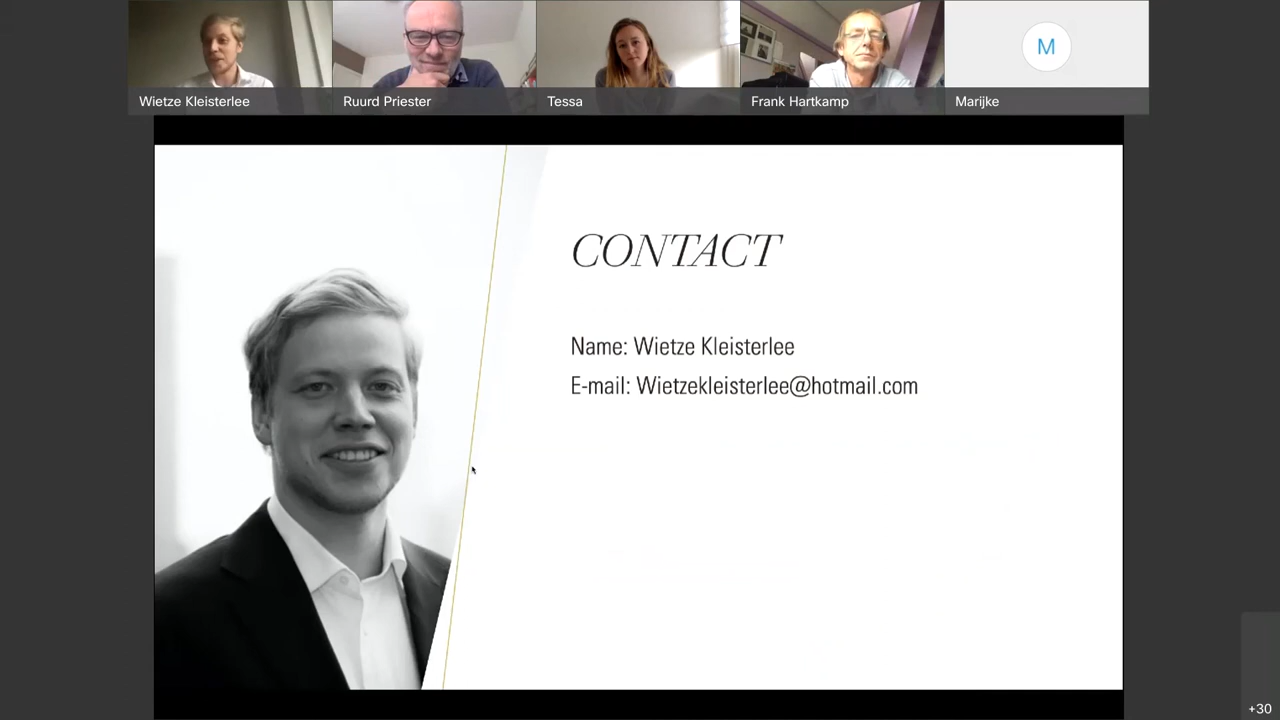 Wietze Kleisterlee
Ruurd Priester
Tessa
Frank Hartkamp
M
Marijke
CONTACT
Name: Wietze Kleisterlee
E-mail: Wietzekleisterlee@hotmail.com
+30